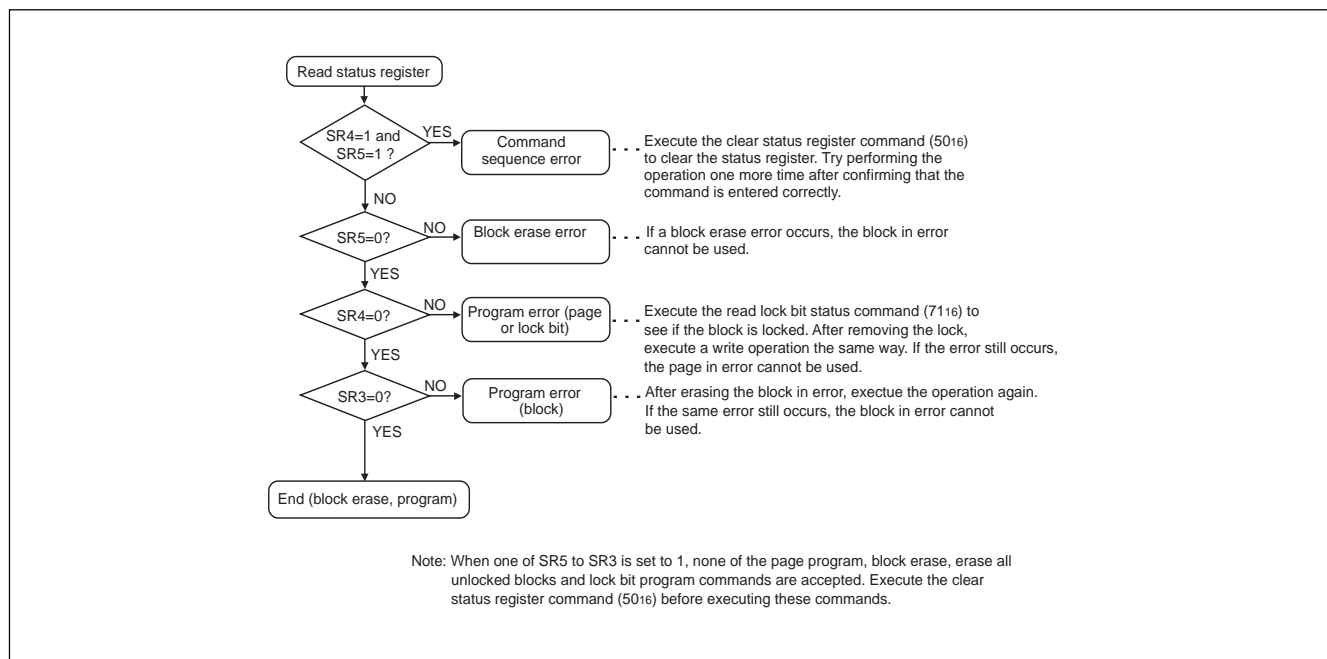 Read status register
SR4=1 and
SR5=1 ?
YES
Command
sequence error
Execute the clear status register command (5016)
to clear the status register. Try performing the
operation one more time after confirming that the
command is entered correctly.
NO
SR5=0?
NO
Block erase error
If a block erase error occurs, the block in error
cannot be used.
YES
SR4=0?
NO
Program error (page
or lock bit)
Execute the read lock bit status command (7116) to
see if the block is locked. After removing the lock,
execute a write operation the same way. If the error still occurs,
the page in error cannot be used.
YES
SR3=0?
NO
Program error
(block)
After erasing the block in error, exectue the operation again.
If the same error still occurs, the block in error cannot
be used.
YES
End (block erase, program)
Note: When one of SR5 to SR3 is set to 1, none of the page program, block erase, erase all
unlocked blocks and lock bit program commands are accepted. Execute the clear
status register command (5016) before executing these commands.